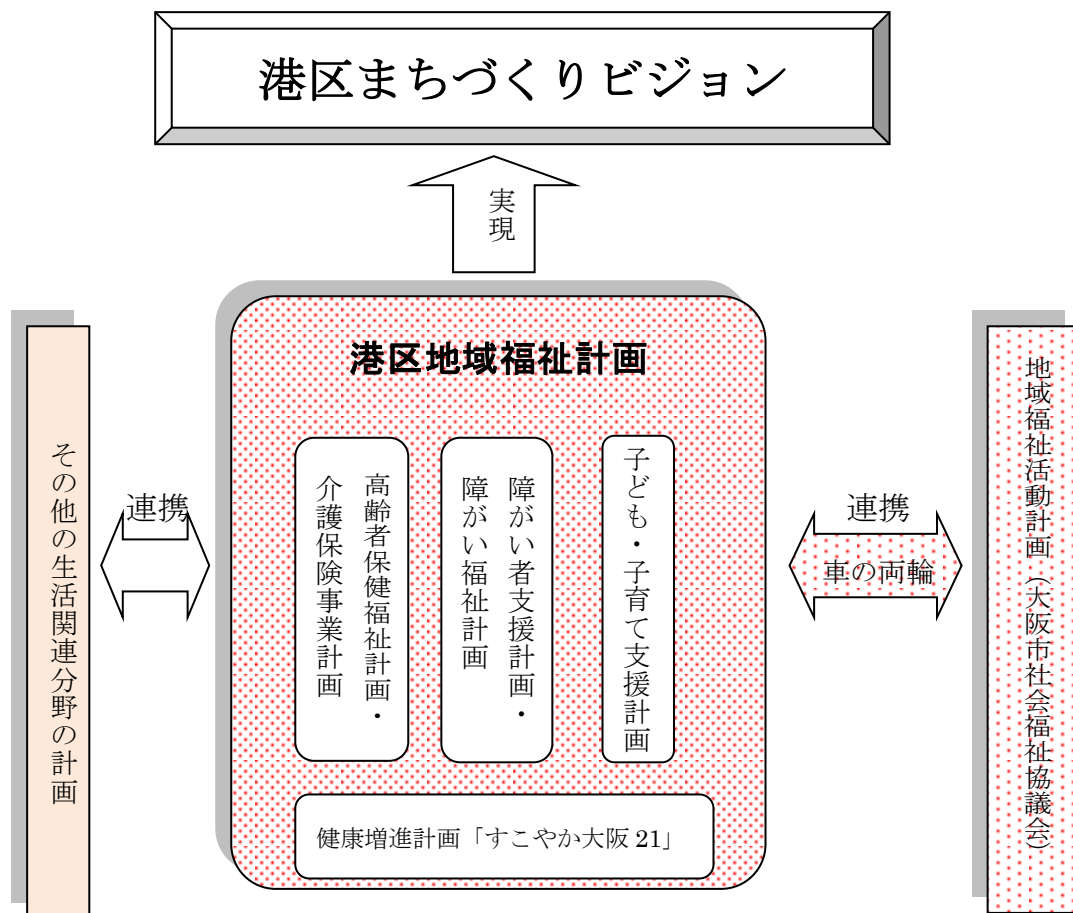 港区まちづくりビジョン
実現
港区地域福祉計画
その他の生活関連分野の計画
連携
高齢者保健福祉計画・
介護保険事業計画
障がい者支援計画・
障がい福祉計画
子ども・子育て支援計画
健康増進計画「すこやか大阪 21」
連携
車の両輪
地域福祉活動計画（大阪市社会福祉協議会）